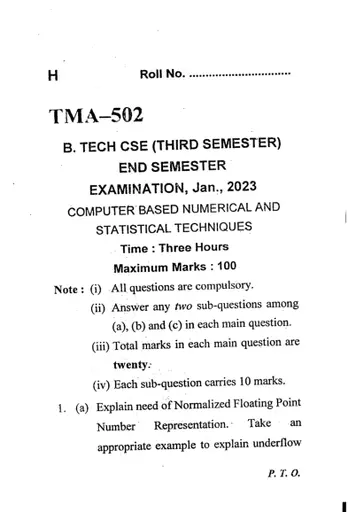 H Roll No. ................................
TMA–502
B. TECH CSE (THIRD SEMESTER)
END SEMESTER
EXAMINATION, Jan., 2023
COMPUTER BASED NUMERICAL AND
STATISTICAL TECHNIQUES
Time : Three Hours
Maximum Marks : 100
Note : (i) All questions are compulsory.
(ii) Answer any two sub-questions among
(a), (b) and (c) in each main question.
(iii) Total marks in each main question are
twenty.
(iv) Each sub-question carries 10 marks.
1. (a) Explain need of Normalized Floating Point
Number Representation. Take an
appropriate example to explain underflow
P. T. O.